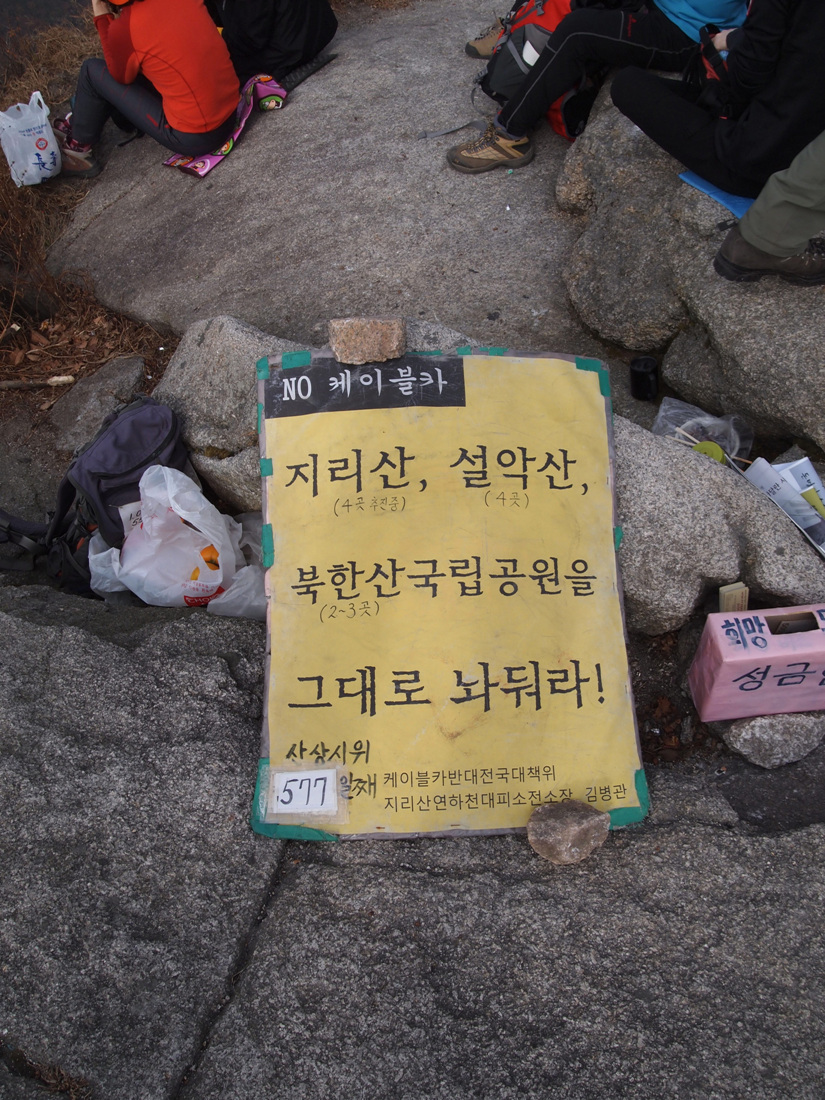 NO 케이블카
지리산, 설악산,
(4곳 추진중) (4곳)
북한산국립공원을
(2~3곳)
그대로 놔둬라!
산상시위
577 일째
케이블카반대전국대책위
지리산연하천대피소전소장 김병관
희망
성금